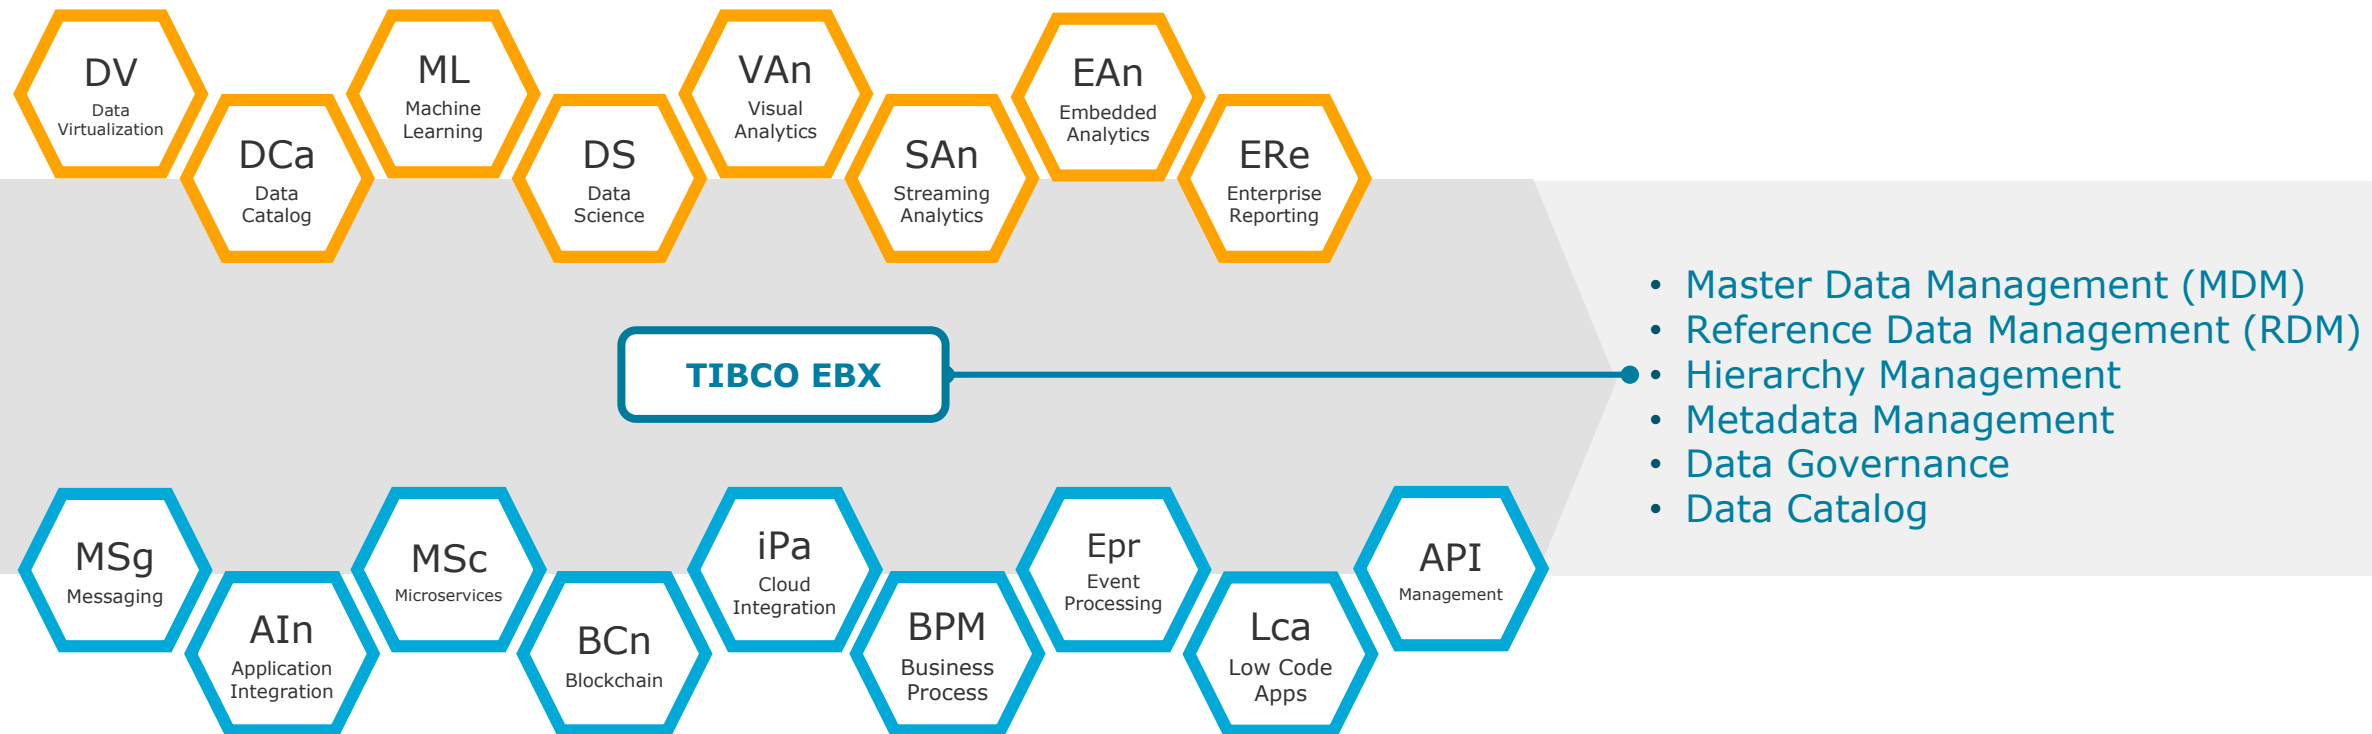 DV
Data
Virtualization
DCa
Data
Catalog
ML
Machine
Learning
DS
Data
Science
VAn
Visual
Analytics
SAn
Streaming
Analytics
EAn
Embedded
Analytics
ERe
Enterprise
Reporting
TIBCO EBX
• Master Data Management (MDM)
• Reference Data Management (RDM)
• Hierarchy Management
• Metadata Management
• Data Governance
• Data Catalog
MSg
Messaging
AIn
Application
Integration
MSc
Microservices
BCn
Blockchain
iPa
Cloud
Integration
BPM
Business
Process
Epr
Event
Processing
Lca
Low Code
Apps
API
Management